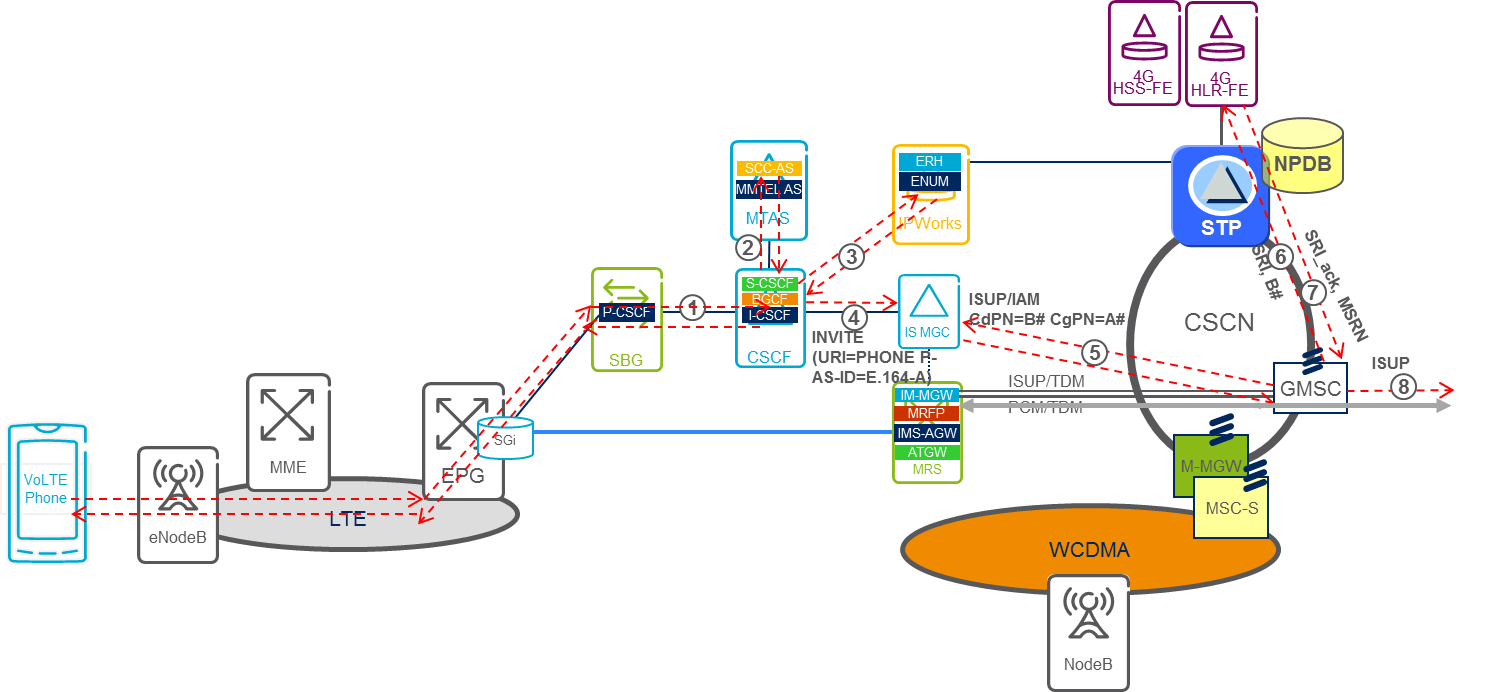 4G
HSS-FE
4G
HLR-FE
NPDB
STP
SCC-AS
MMTEL AS
MTAS
ERH
ENUM
IPWorks
2
3
6
SRI, B#
7
SRI_ack, MSRN
P-CSCF
SBG
1
S-CSCF
BGCF
I-CSCF
CSCF
4
IS MGC
ISUP/IAM
CdPN=B# CgPN=A#
CSCN
INVITE
(URI=PHONE F-
AS-ID=E.164-A)
5
ISUP
8
GMSC
ISUP/TDM
PCM/TDM
IM-MGW
MRFP
IMS-AGW
ATGW
MRS
SGi
EPG
MME
VoLTE
Phone
eNodeB
LTE
M-MGW
MSC-S
WCDMA
NodeB